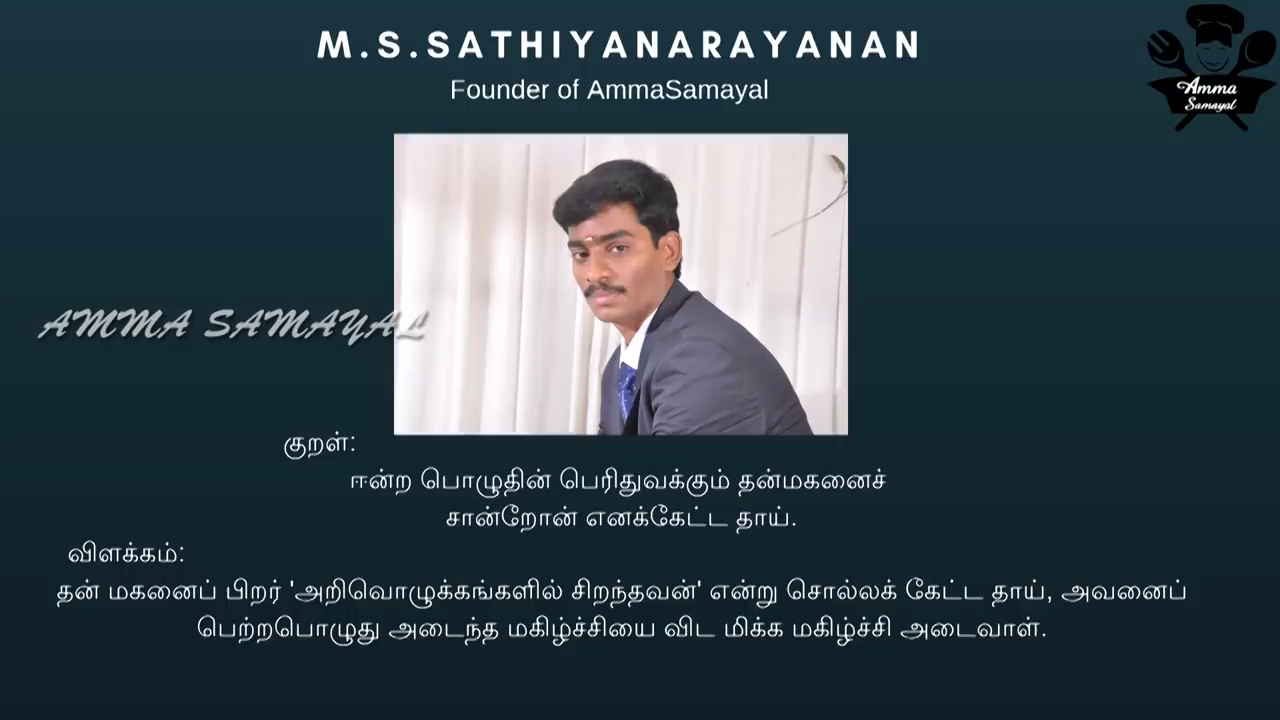 M.S.SATHIYANARAYANAN
Founder of AmmaSamayal
Amma
Samayal
AMMA SAMAYAL
குறள்:
ஈன்ற பொழுதின் பெரிதுவக்கும் தன்மகனைச்
சான்றோன் எனக்கேட்ட தாய்.
விளக்கம்:
தன் மகனைப் பிறர் 'அறிவொழுக்கங்களில் சிறந்தவன்' என்று சொல்லக் கேட்ட தாய், அவனைப்
பெற்றபொழுது அடைந்த மகிழ்ச்சியை விட மிக்க மகிழ்ச்சி அடைவாள்.